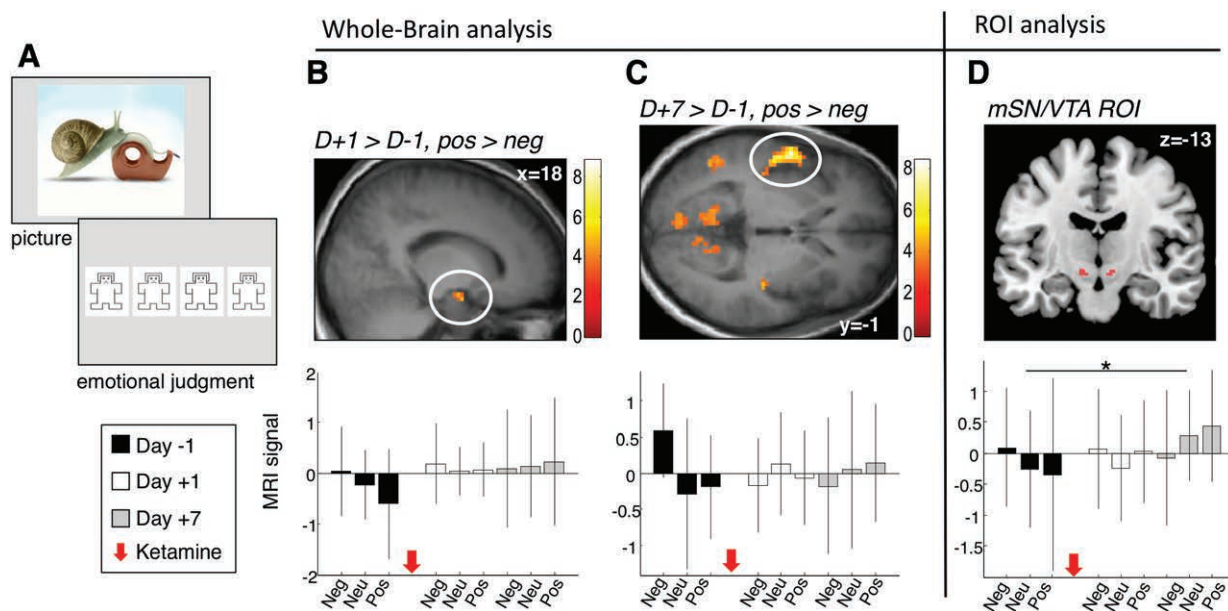 Whole-Brain analysis
ROI analysis
A
picture
emotional judgment
Day -1
Day +1
Day +7
Ketamine
B
D+1 > D-1, pos > neg
x=18
8
6
4
2
0
MRI signal
2
1
0
-1
-2
Neg Neu Pos Neg Neu Pos Neg Neu Pos
C
D+7 > D-1, pos > neg
y=-1
8
6
4
2
0
1
0.5
0
-0.5
-1
Neg Neu Pos Neg Neu Pos Neg Neu Pos
D
mSN/VTA ROI
z=-13
*
1
0.5
0
-0.5
-1
-1.5
Neg Neu Pos Neg Neu Pos Neg Neu Pos